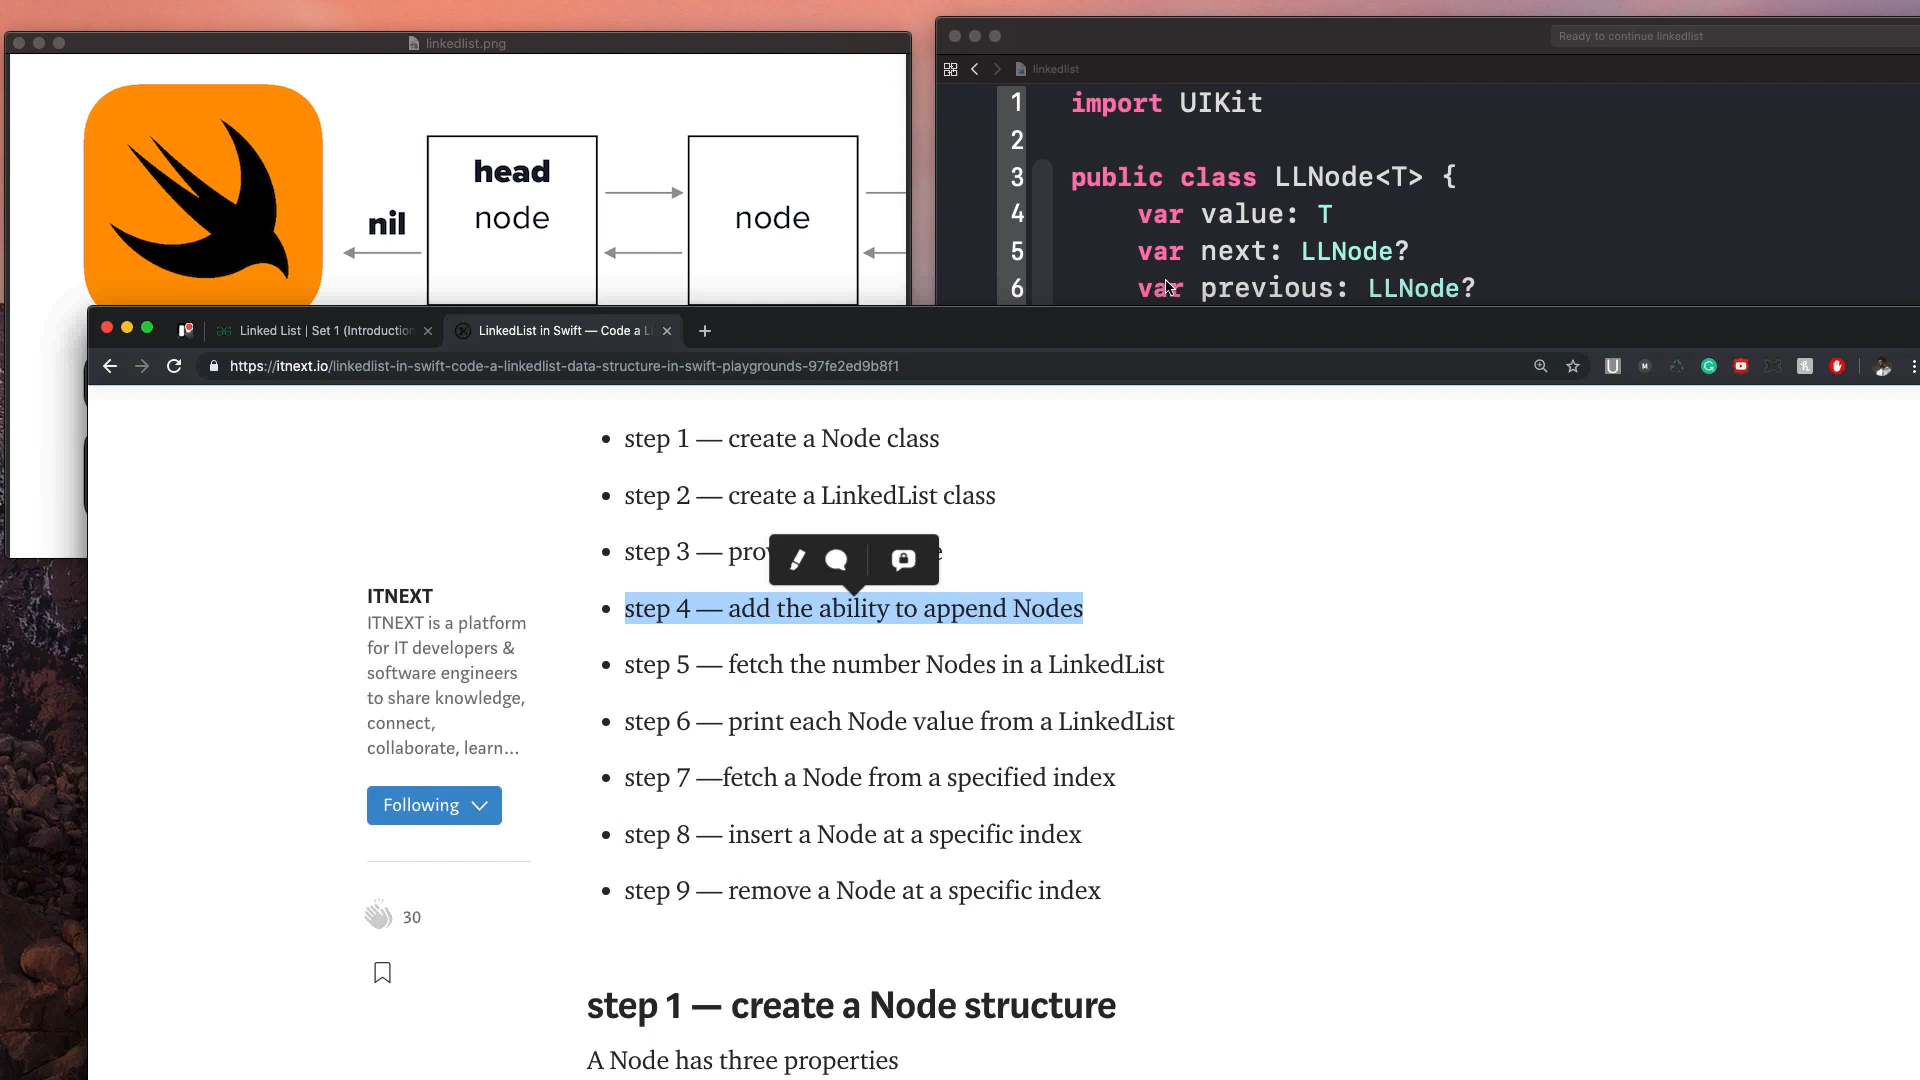 linkedlist.png
nil
head
node
node
Ready to continue linkedlist
linkedlist
1 import UIKit
2
3 public class LLNode<T> {
4 var value: T
5 var next: LLNode?
6 var previous: LLNode?
Linked List | Set 1 (Introduction
LinkedList in Swift — Code a Li
https://itnext.io/linkedlist-in-swift-code-a-linkedlist-data-structure-in-swift-playgrounds-97fe2ed9b8f1
step 1 — create a Node class
step 2 — create a LinkedList class
step 3 —
step 4 — add the ability to append Nodes
step 5 — fetch the number Nodes in a LinkedList
step 6 — print each Node value from a LinkedList
step 7 —fetch a Node from a specified index
step 8 — insert a Node at a specific index
step 9 — remove a Node at a specific index
ITNEXT
ITNEXT is a platform
for IT developers &
software engineers
to share knowledge,
connect,
collaborate, learn…
Following
30
step 1 — create a Node structure
A Node has three properties